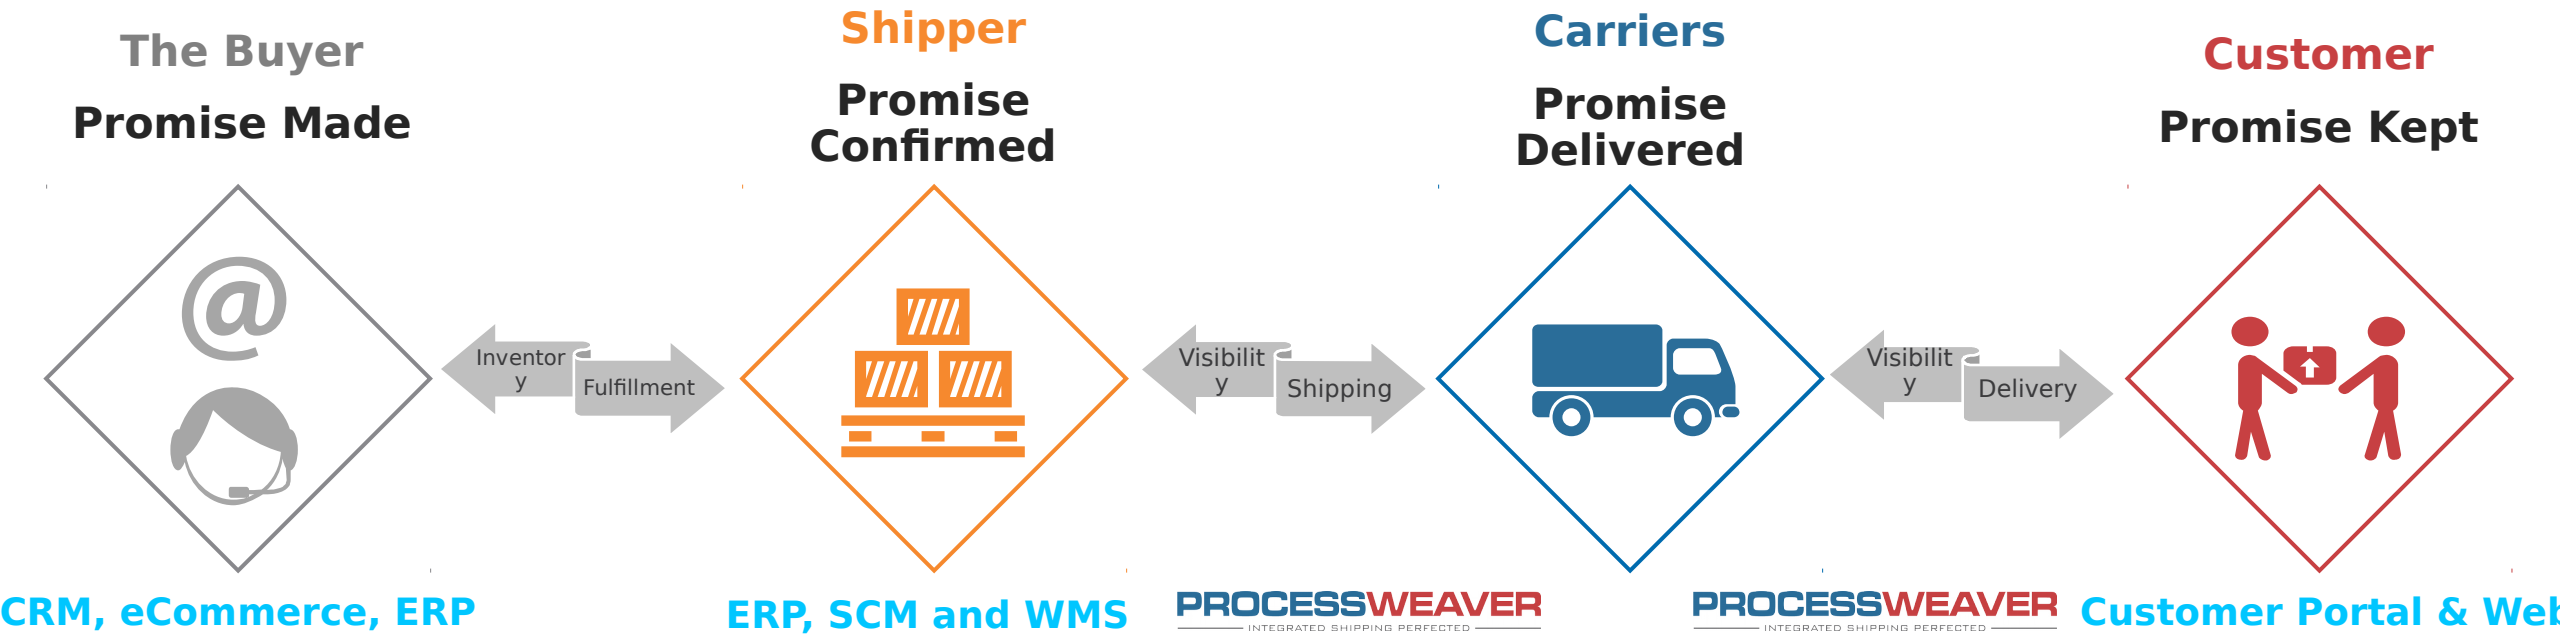 The Buyer
Promise Made
Shipper
Promise
Confirmed
Carriers
Promise
Delivered
Customer
Promise Kept
@
Inventor
y
Fulfillment
Visibilit
y
Shipping
Visibilit
y
Delivery
CRM, eCommerce, ERP
ERP, SCM and WMS
PROCESSWEAVER
INTEGRATED SHIPPING PERFECTED
PROCESSWEAVER
INTEGRATED SHIPPING PERFECTED
Customer Portal & Web